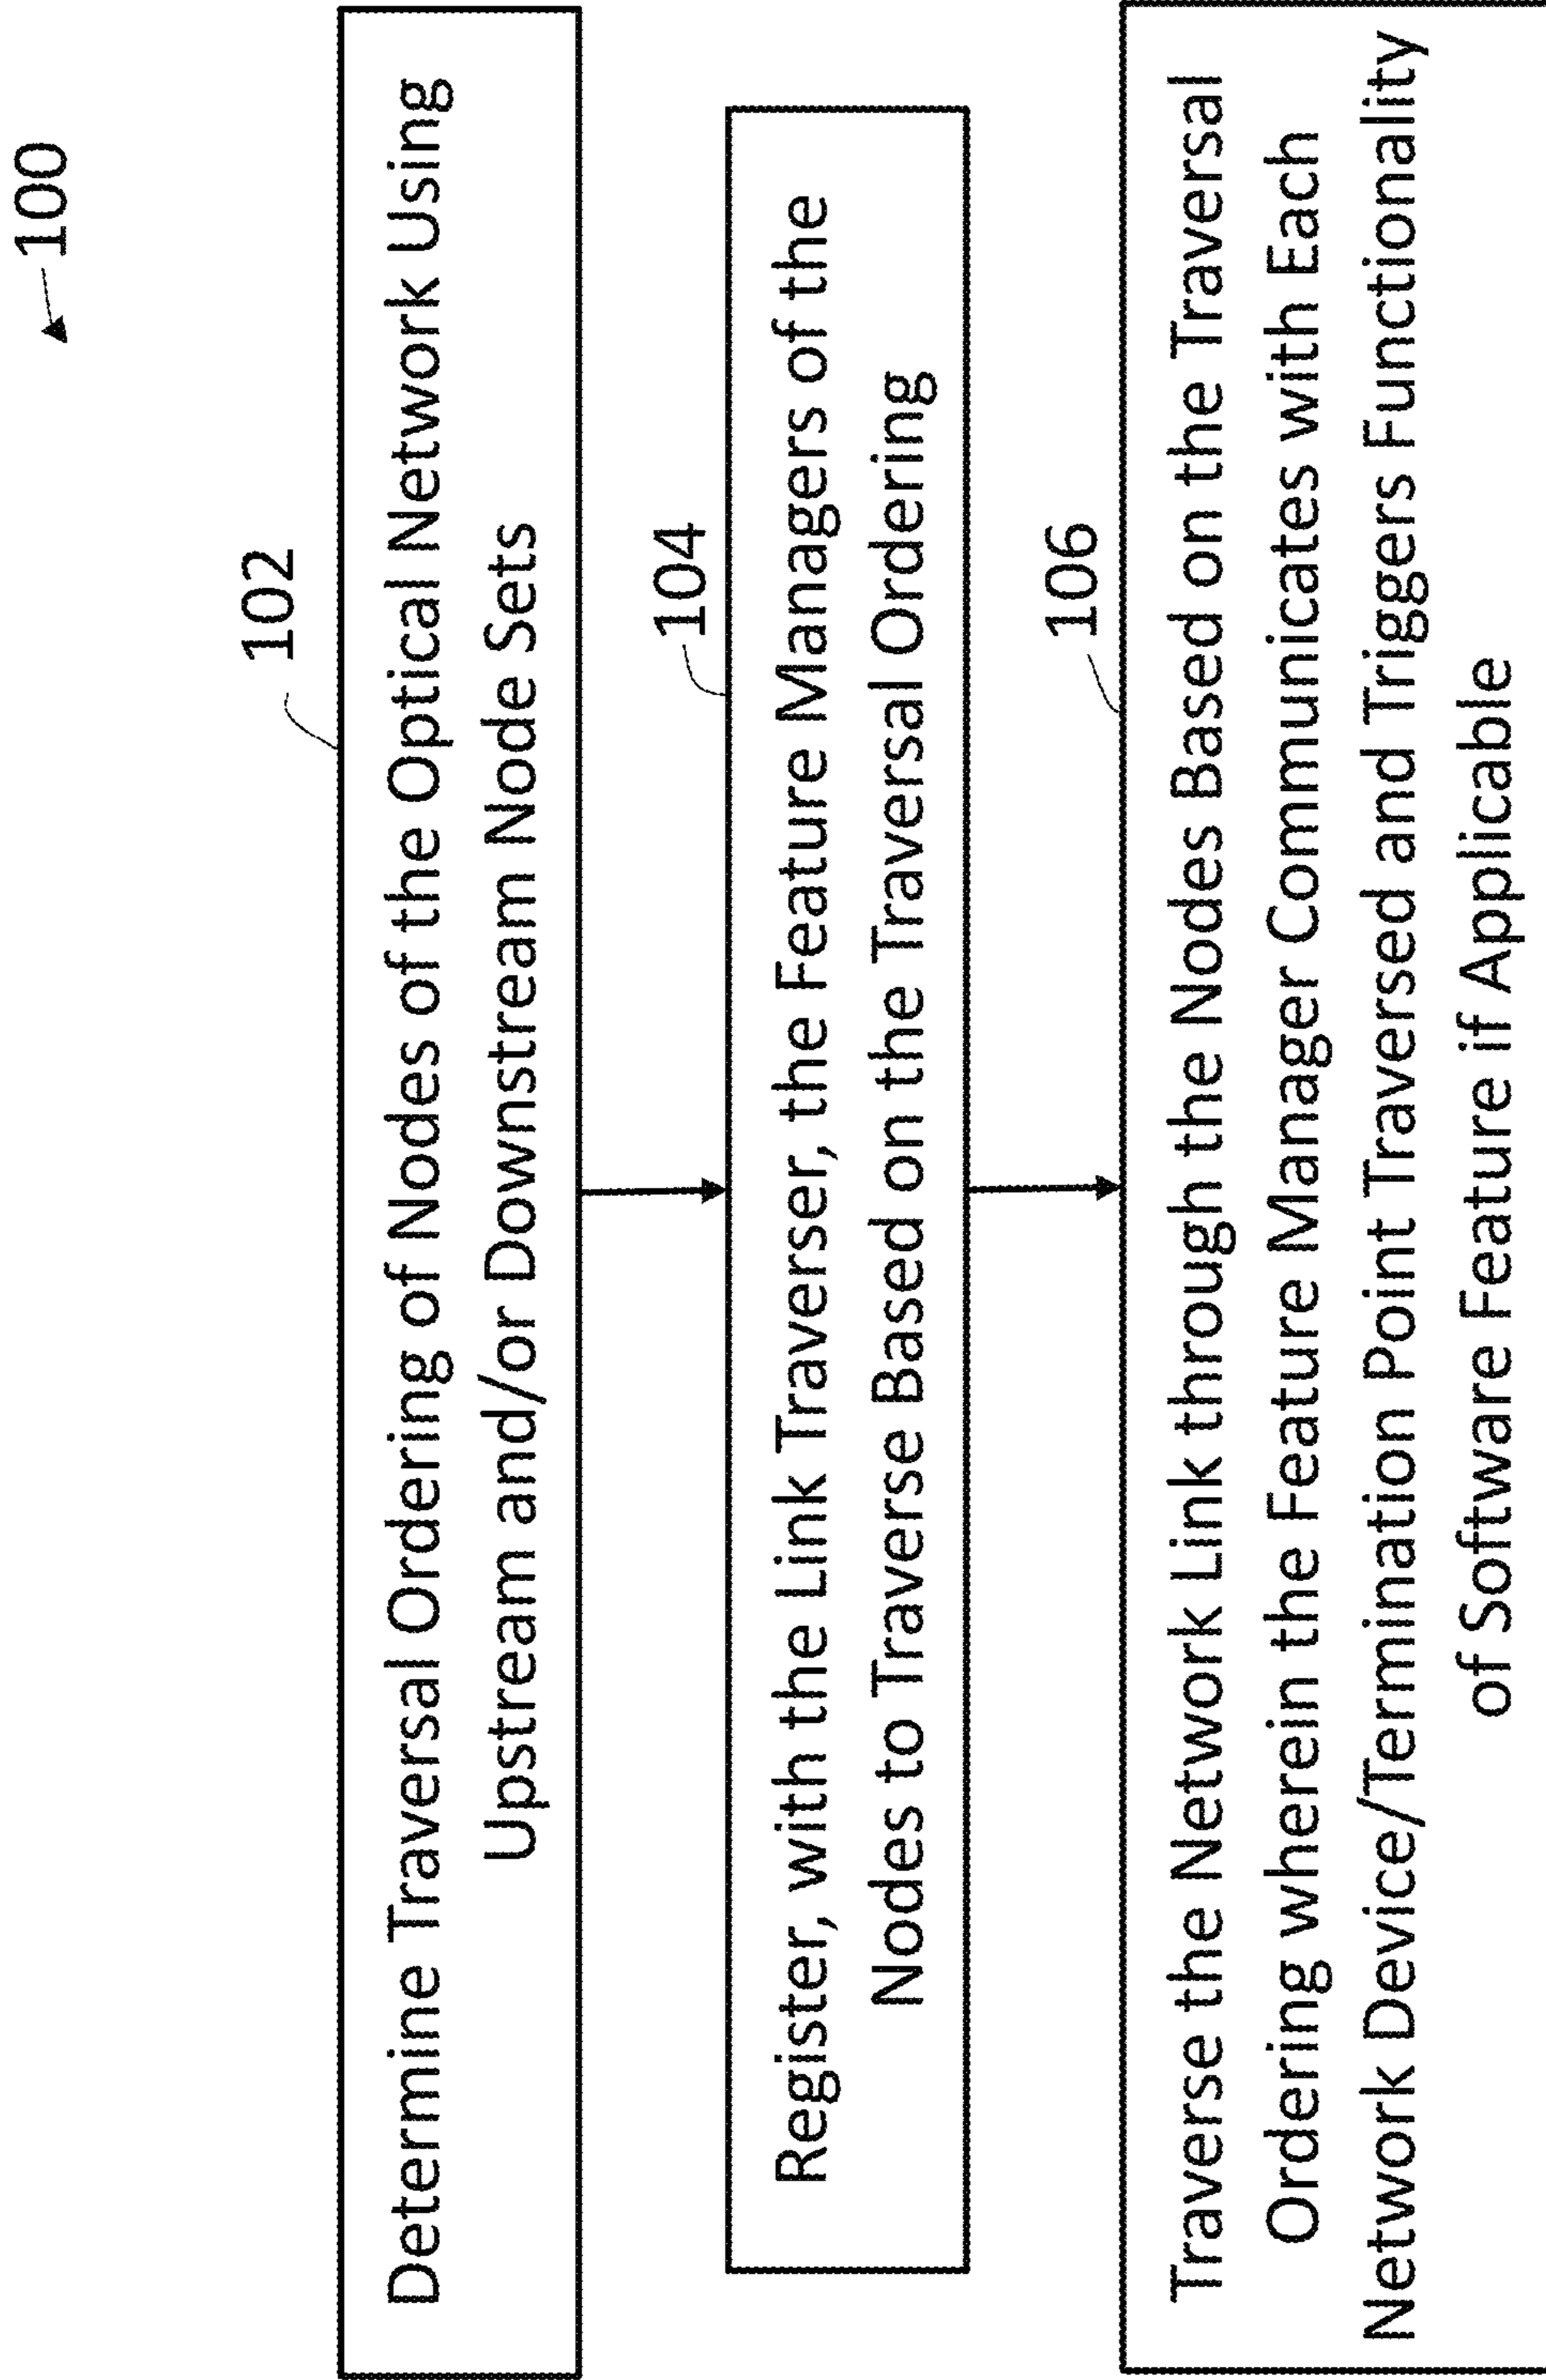 100
102
Determine Traversal Ordering of Nodes of the Optical Network Using
Upstream and/or Downstream Node Sets
104
Register, with the Link Traverser, the Feature Managers of the
Nodes to Traverse Based on the Traversal Ordering
106
Traverse the Network Link through the Nodes Based on the Traversal
Ordering wherein the Feature Manager Communicates with Each
Network Device/Termination Point Traversed and Triggers Functionality
of Software Feature if Applicable